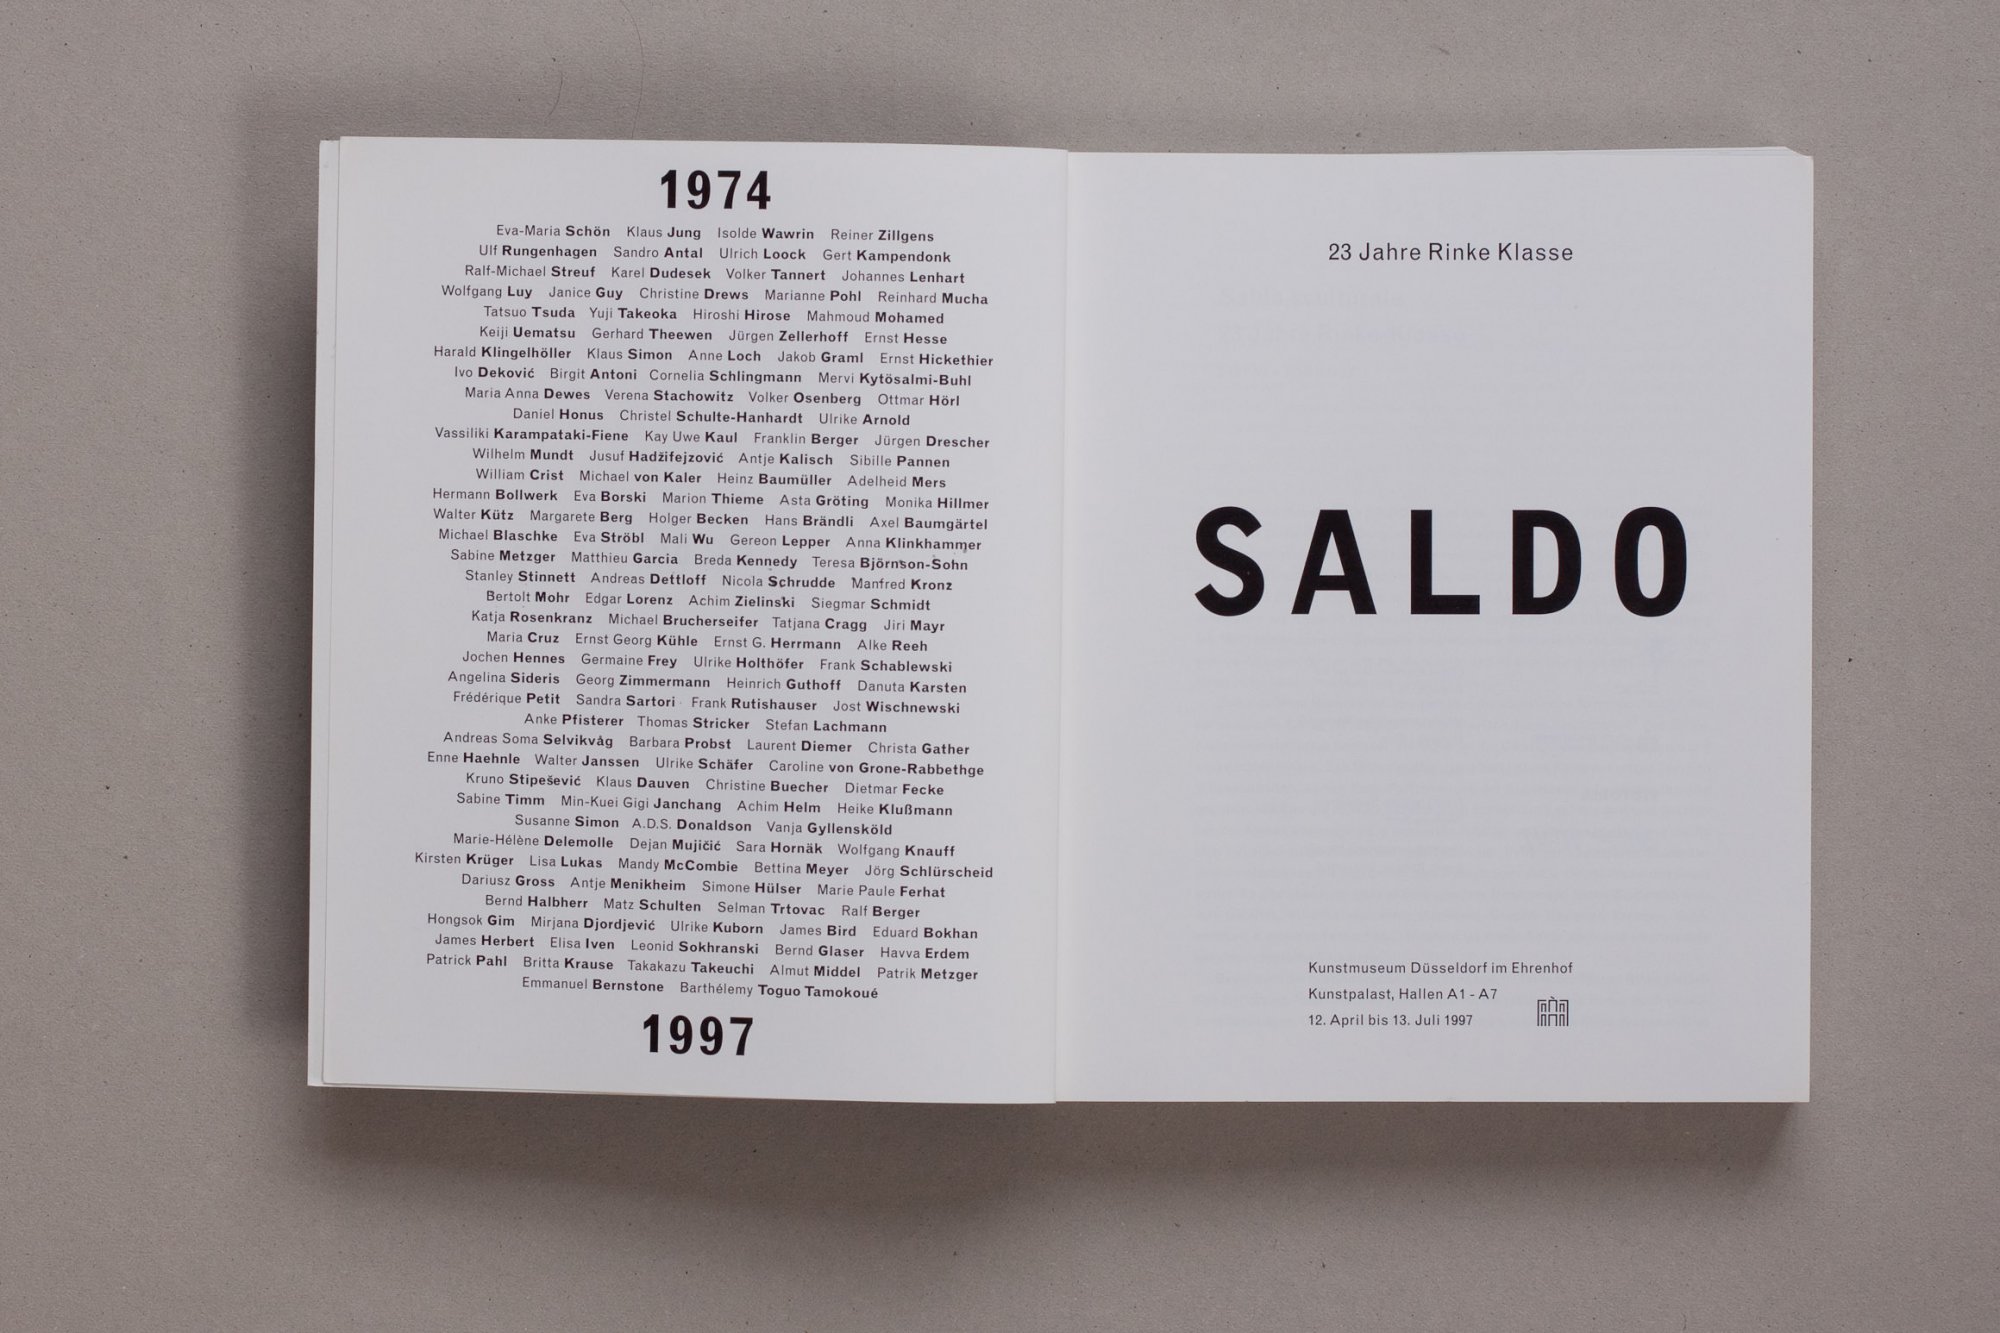 1974
Eva-Maria Schön Klaus Jung Isolde Wawrin Reiner Zillgens
Ulf Rungenhagen Sandro Antal Ulrich Loock Gert Kampendonk
Ralf-Michael Streuf Karel Dudesek Volker Tannert Johannes Lenhart
Wolfgang Luy Janice Guy Christine Drews Marianne Pohl Reinhard Mucha
Tatsuo Tsuda Yuji Takeoka Hiroshi Hirose Mahmoud Mohamed
Keiji Uematsu Gerhard Theewen Jürgen Zellerhoff Ernst Hesse
Harald Klingelhöller Klaus Simon Anne Loch Jakob Graml Ernst Hickethier
Ivo Deković Birgit Antoni Cornelia Schlingmann Mervi Kytösalmi-Buhl
Maria Anna Dewes Verena Stachowitz Volker Osenberg Ottmar Hörl
Daniel Honus Christel Schulte-Hanhardt Ulrike Arnold
Vassiliki Karampataki-Fiene Kay Uwe Kaul Franklin Berger Jürgen Drescher
Wilhelm Mundt Jusuf Hadžifejzović Antje Kalisch Sibille Pannen
William Crist Michael von Kaler Heinz Baumüller Adelheid Mers
Hermann Bollwerk Eva Borski Marion Thieme Asta Gröting Monika Hillmer
Walter Kütz Margarete Berg Holger Becken Hans Brändli Axel Baumgärtel
Michael Blaschke Eva Ströbl Mali Wu Gereon Lepper Anna Klinkhammer
Sabine Metzger Matthieu Garcia Breda Kennedy Teresa Björnson-Sohn
Stanley Stinnett Andreas Dettloff Nicola Schrudde Manfred Kronz
Bertolt Mohr Edgar Lorenz Achim Zielinski Siegmar Schmidt
Katja Rosenkranz Michael Brucherseifer Tatjana Cragg Jiri Mayr
Maria Cruz Ernst Georg Kühle Ernst G. Herrmann Alke Reeh
Jochen Hennes Germaine Frey Ulrike Holthöfer Frank Schablewski
Angelina Sideris Georg Zimmermann Heinrich Guthoff Danuta Karsten
Frédérique Petit Sandra Sartori Frank Rutishauser Jost Wischnewski
Anke Pfisterer Thomas Stricker Stefan Lachmann
Andreas Soma Selvikvåg Barbara Probst Laurent Diemer Christa Gather
Enne Haehnle Walter Janssen Ulrike Schäfer Caroline von Grone-Rabbethge
Kruno Stipešević Klaus Dauven Christine Buecher Dietmar Fecke
Sabine Timm Min-Kuei Gigi Janchang Achim Helm Heike Klußmann
Susanne Simon A.D.S. Donaldson Vanja Gyllensköld
Marie-Hélène Delemolle Dejan Mujičić Sara Hornäk Wolfgang Knauff
Kirsten Krüger Lisa Lukas Mandy McCombie Bettina Meyer Jörg Schlürscheid
Dariusz Gross Antje Menikheim Simone Hülser Marie Paule Ferhat
Bernd Halbherr Matz Schulten Selman Trtovac Ralf Berger
Hongsok Gim Mirjana Djordjević Ulrike Kuborn James Bird Eduard Bokhan
James Herbert Elisa Iven Leonid Sokhranski Bernd Glaser Havva Erdem
Patrick Pahl Britta Krause Takakazu Takeuchi Almut Middel Patrik Metzger
Emmanuel Bernstone Barthélemy Toguo Tamokoué
1997
23 Jahre Rinke Klasse
SALDO
Kunstmuseum Düsseldorf im Ehrenhof
Kunstpalast, Hallen A1 - A7
12. April bis 13. Juli 1997